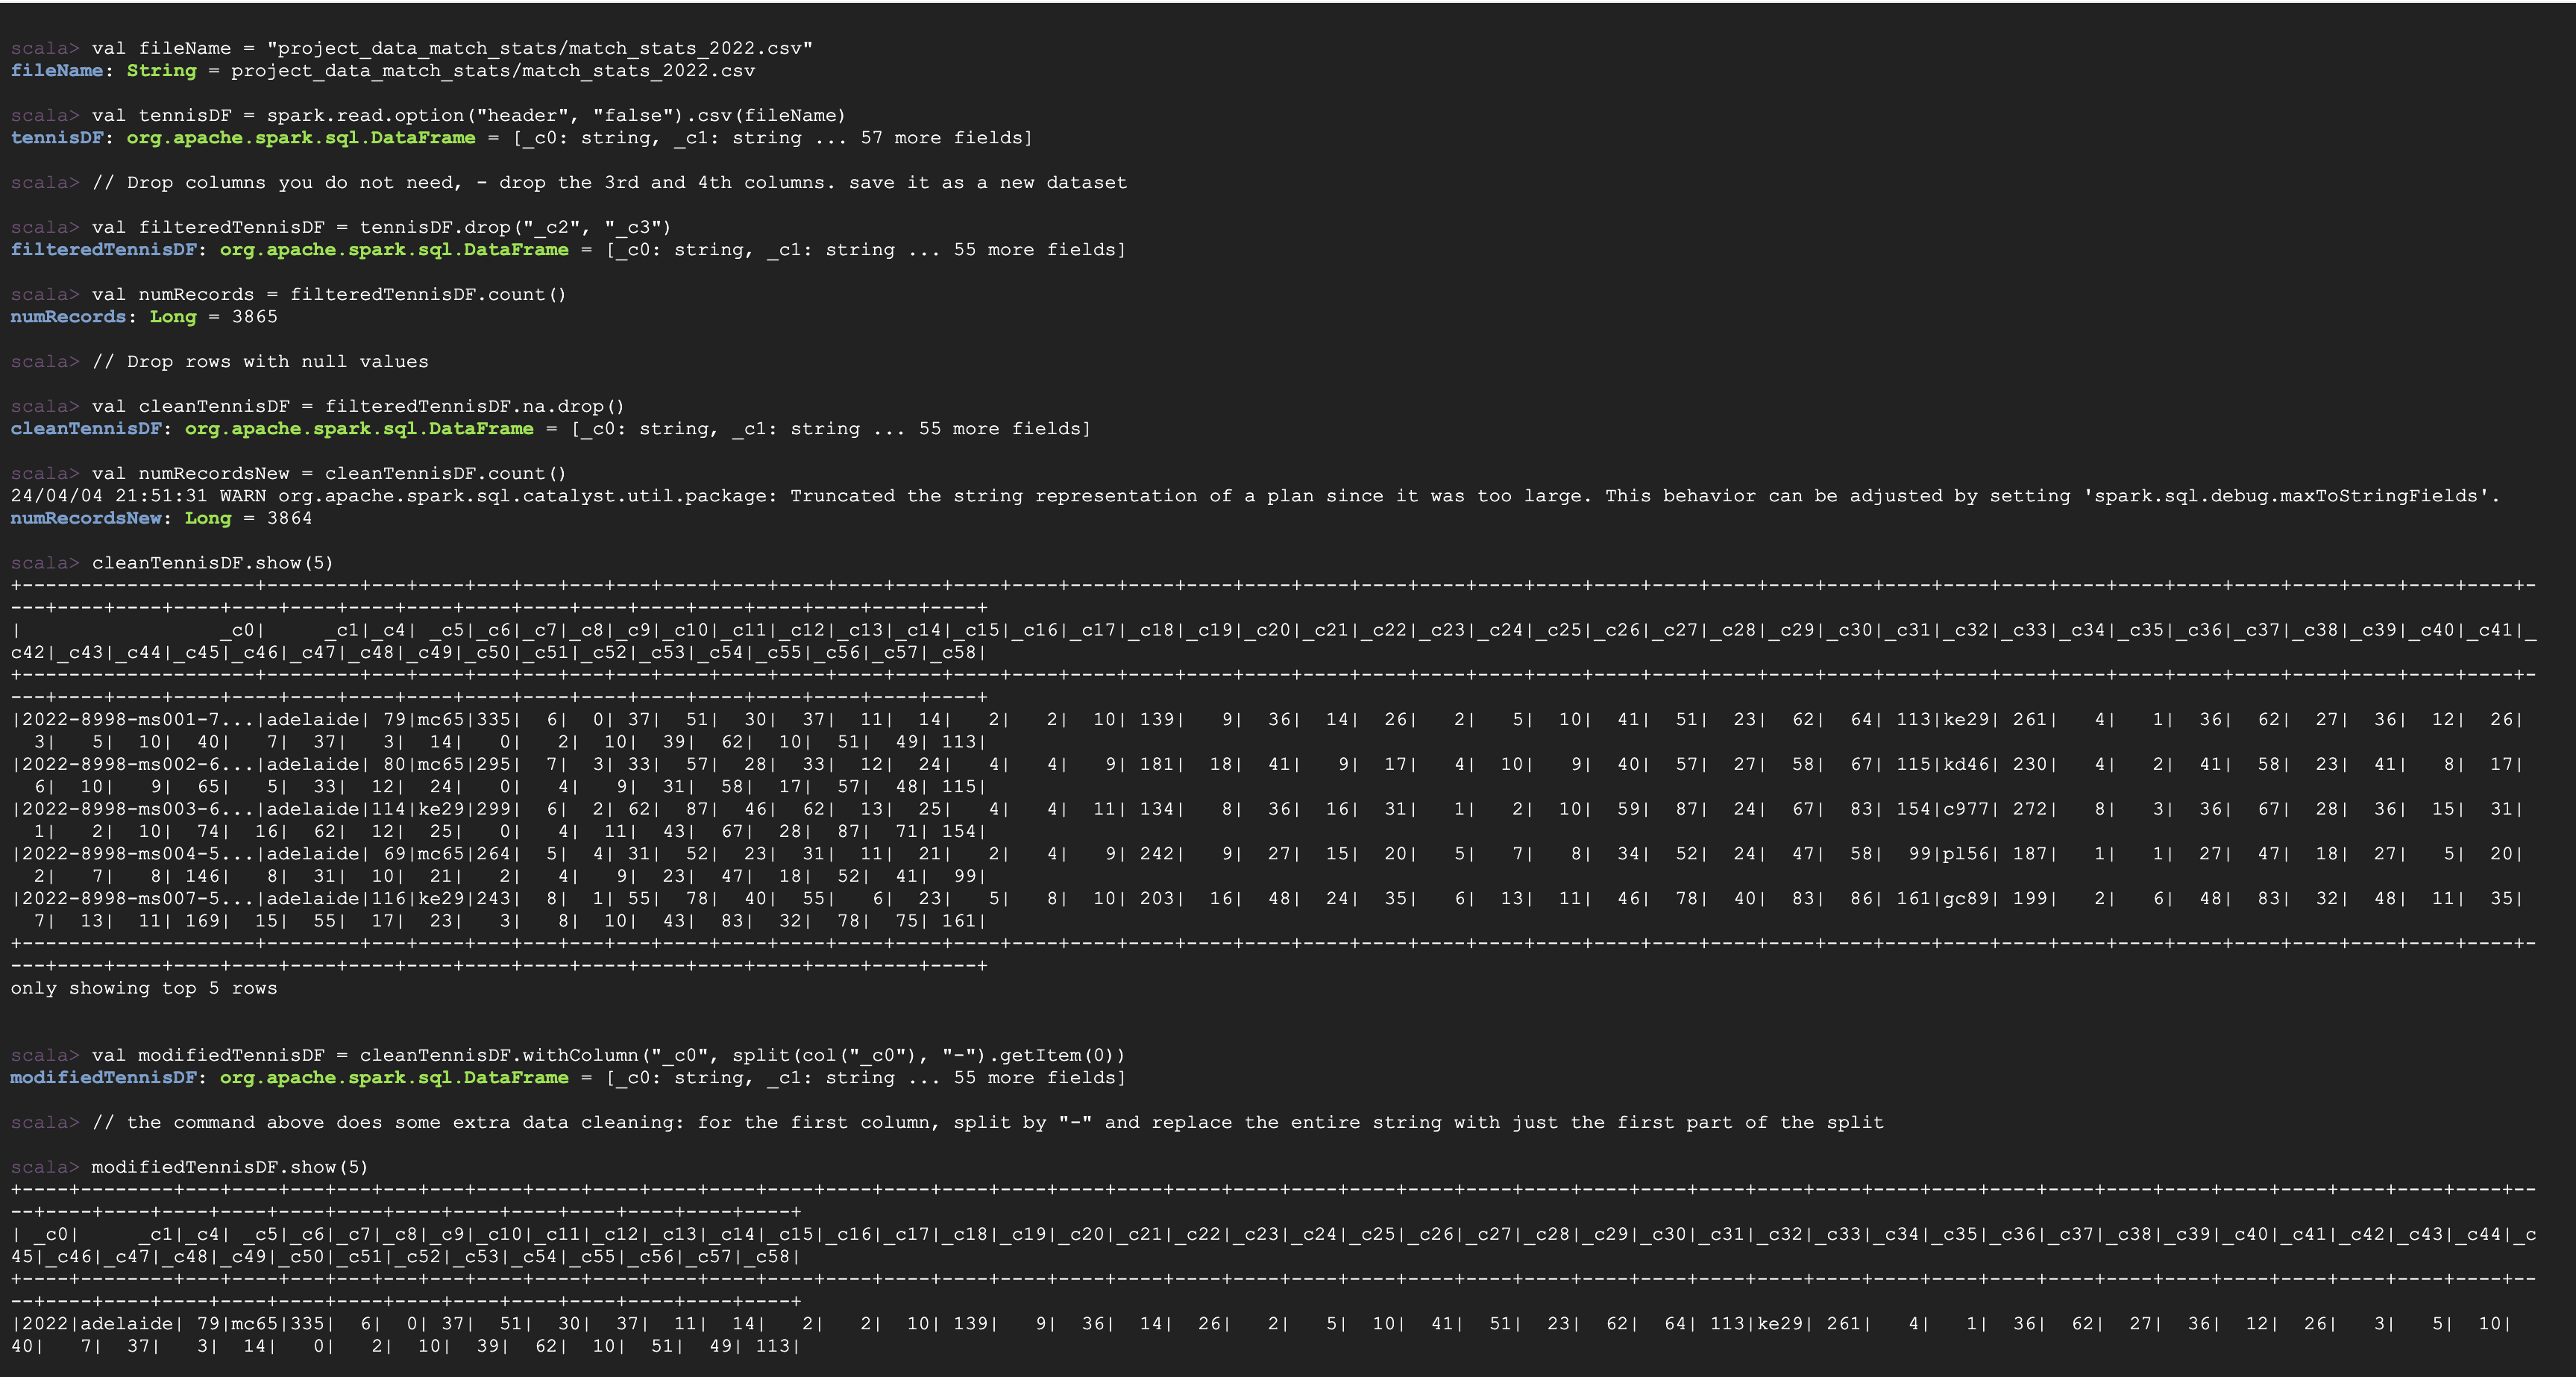 scala> val fileName = "project_data_match_stats/match_stats_2022.csv"
fileName: String = project_data_match_stats/match_stats_2022.csv
scala> val tennisDF = spark.read.option("header", "false").csv(fileName)
tennisDF: org.apache.spark.sql.DataFrame = [_c0: string, _c1: string ... 57 more fields]
scala> // Drop columns you do not need, - drop the 3rd and 4th columns. save it as a new dataset
scala> val filteredTennisDF = tennisDF.drop("_c2", "_c3")
filteredTennisDF: org.apache.spark.sql.DataFrame = [_c0: string, _c1: string ... 55 more fields]
scala> val numRecords = filteredTennisDF.count()
numRecords: Long = 3865
scala> // Drop rows with null values
scala> val cleanTennisDF = filteredTennisDF.na.drop()
cleanTennisDF: org.apache.spark.sql.DataFrame = [_c0: string, _c1: string ... 55 more fields]
scala> val numRecordsNew = cleanTennisDF.count()
24/04/04 21:51:31 WARN org.apache.spark.sql.catalyst.util.package: Truncated the string representation of a plan since it was too large. This behavior can be adjusted by setting 'spark.sql.debug.maxToStringFields'.
numRecordsNew: Long = 3864
scala> cleanTennisDF.show(5)
+--------------------+--------+---+----+---+---+---+---+----+----+----+----+----+----+----+----+----+----+----+----+----+----+----+----+----+----+----+----+----+----+----+----+----+----+----+----+----+----+----+----+-
---+----+----+----+----+----+----+----+----+----+----+----+----+----+----+----+----+
|                 _c0|     _c1|_c4| _c5|_c6|_c7|_c8|_c9|_c10|_c11|_c12|_c13|_c14|_c15|_c16|_c17|_c18|_c19|_c20|_c21|_c22|_c23|_c24|_c25|_c26|_c27|_c28|_c29|_c30|_c31|_c32|_c33|_c34|_c35|_c36|_c37|_c38|_c39|_c40|_c41|_
c42|_c43|_c44|_c45|_c46|_c47|_c48|_c49|_c50|_c51|_c52|_c53|_c54|_c55|_c56|_c57|_c58|
+--------------------+--------+---+----+---+---+---+---+----+----+----+----+----+----+----+----+----+----+----+----+----+----+----+----+----+----+----+----+----+----+----+----+----+----+----+----+----+----+----+----+-
---+----+----+----+----+----+----+----+----+----+----+----+----+----+----+----+----+
|2022-8998-ms001-7...|adelaide| 79|mc65|335|  6|  0| 37|  51|  30|  37|  11|  14|   2|   2|  10| 139|   9|  36|  14|  26|   2|   5|  10|  41|  51|  23|  62|  64| 113|ke29| 261|   4|   1|  36|  62|  27|  36|  12|  26|
  3|   5|  10|  40|   7|  37|   3|  14|   0|   2|  10|  39|  62|  10|  51|  49| 113|
|2022-8998-ms002-6...|adelaide| 80|mc65|295|  7|  3| 33|  57|  28|  33|  12|  24|   4|   4|   9| 181|  18|  41|   9|  17|   4|  10|   9|  40|  57|  27|  58|  67| 115|kd46| 230|   4|   2|  41|  58|  23|  41|   8|  17|
  6|  10|   9|  65|   5|  33|  12|  24|   0|   4|   9|  31|  58|  17|  57|  48| 115|
|2022-8998-ms003-6...|adelaide|114|ke29|299|  6|  2| 62|  87|  46|  62|  13|  25|   4|   4|  11| 134|   8|  36|  16|  31|   1|   2|  10|  59|  87|  24|  67|  83| 154|c977| 272|   8|   3|  36|  67|  28|  36|  15|  31|
  1|   2|  10|  74|  16|  62|  12|  25|   0|   4|  11|  43|  67|  28|  87|  71| 154|
|2022-8998-ms004-5...|adelaide| 69|mc65|264|  5|  4| 31|  52|  23|  31|  11|  21|   2|   4|   9| 242|   9|  27|  15|  20|   5|   7|   8|  34|  52|  24|  47|  58|  99|pl56| 187|   1|   1|  27|  47|  18|  27|   5|  20|
  2|   7|   8| 146|   8|  31|  10|  21|   2|   4|   9|  23|  47|  18|  52|  41|  99|
|2022-8998-ms007-5...|adelaide|116|ke29|243|  8|  1| 55|  78|  40|  55|   6|  23|   5|   8|  10| 203|  16|  48|  24|  35|   6|  13|  11|  46|  78|  40|  83|  86| 161|gc89| 199|   2|   6|  48|  83|  32|  48|  11|  35|
  7|  13|  11| 169|  15|  55|  17|  23|   3|   8|  10|  43|  83|  32|  78|  75| 161|
+--------------------+--------+---+----+---+---+---+---+----+----+----+----+----+----+----+----+----+----+----+----+----+----+----+----+----+----+----+----+----+----+----+----+----+----+----+----+----+----+----+----+-
---+----+----+----+----+----+----+----+----+----+----+----+----+----+----+----+----+
only showing top 5 rows
scala> val modifiedTennisDF = cleanTennisDF.withColumn("_c0", split(col("_c0"), "-").getItem(0))
modifiedTennisDF: org.apache.spark.sql.DataFrame = [_c0: string, _c1: string ... 55 more fields]
scala> // the command above does some extra data cleaning: for the first column, split by "-" and replace the entire string with just the first part of the split
scala> modifiedTennisDF.show(5)
+----+--------+---+----+---+---+---+---+----+----+----+----+----+----+----+----+----+----+----+----+----+----+----+----+----+----+----+----+----+----+----+----+----+----+----+----+----+----+----+----+----+----+----+--
--+----+----+----+----+----+----+----+----+----+----+----+----+----+
| _c0|     _c1|_c4| _c5|_c6|_c7|_c8|_c9|_c10|_c11|_c12|_c13|_c14|_c15|_c16|_c17|_c18|_c19|_c20|_c21|_c22|_c23|_c24|_c25|_c26|_c27|_c28|_c29|_c30|_c31|_c32|_c33|_c34|_c35|_c36|_c37|_c38|_c39|_c40|_c41|_c42|_c43|_c44|_c
45|_c46|_c47|_c48|_c49|_c50|_c51|_c52|_c53|_c54|_c55|_c56|_c57|_c58|
+----+--------+---+----+---+---+---+---+----+----+----+----+----+----+----+----+----+----+----+----+----+----+----+----+----+----+----+----+----+----+----+----+----+----+----+----+----+----+----+----+----+----+----+--
--+----+----+----+----+----+----+----+----+----+----+----+----+----+
|2022|adelaide| 79|mc65|335|  6|  0| 37|  51|  30|  37|  11|  14|   2|   2|  10| 139|   9|  36|  14|  26|   2|   5|  10|  41|  51|  23|  62|  64| 113|ke29| 261|   4|   1|  36|  62|  27|  36|  12|  26|   3|   5|  10|
40|   7|  37|   3|  14|   0|   2|  10|  39|  62|  10|  51|  49| 113|